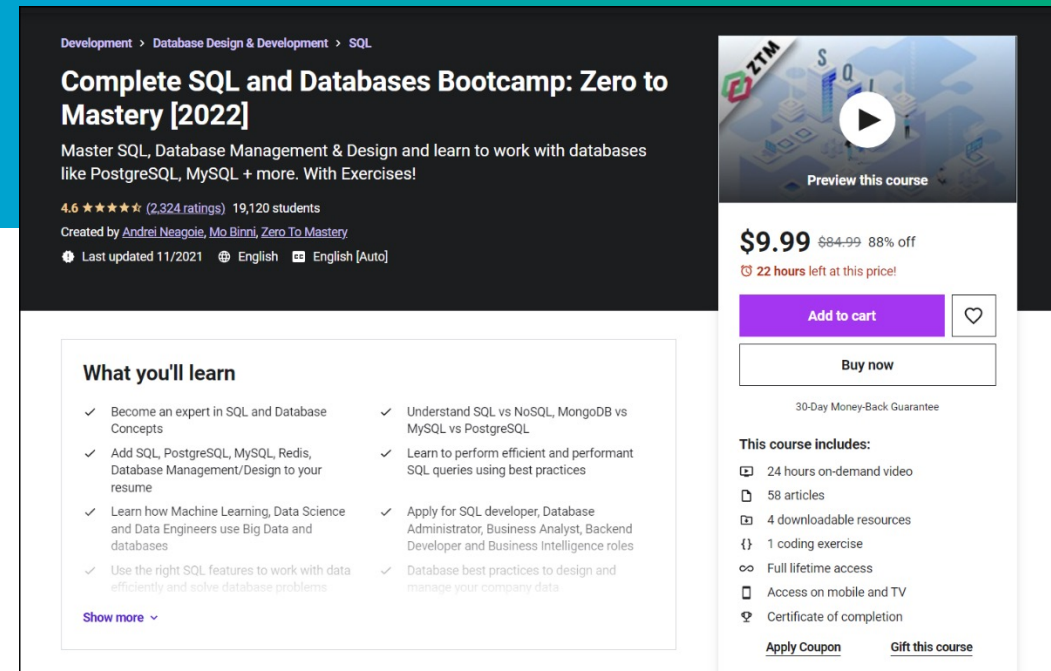 Development > Database Design & Development > SQL
Complete SQL and Databases Bootcamp: Zero to
Mastery [2022]
Master SQL, Database Management & Design and learn to work with databases
like PostgreSQL, MySQL + more. With Exercises!
4.6 ★★★★★ (2,324 ratings) 19,120 students
Created by Andrei Neagoie, Mo Binni, Zero To Mastery
Last updated 11/2021 English CC English [Auto]
ZTM
S Q L
Preview this course
$9.99 $84.99 88% off
22 hours left at this price!
Add to cart
Buy now
30-Day Money-Back Guarantee
This course includes:
24 hours on-demand video
58 articles
4 downloadable resources
{} 1 coding exercise
Full lifetime access
Access on mobile and TV
Certificate of completion
Apply Coupon Gift this course
What you'll learn
Become an expert in SQL and Database
Concepts
Add SQL, PostgreSQL, MySQL, Redis,
Database Management/Design to your
resume
Learn how Machine Learning, Data Science
and Data Engineers use Big Data and
databases
Use the right SQL features to work with data
efficiently and solve database problems
Understand SQL vs NoSQL, MongoDB vs
MySQL vs PostgreSQL
Learn to perform efficient and performant
SQL queries using best practices
Apply for SQL developer, Database
Administrator, Business Analyst, Backend
Developer and Business Intelligence roles
Database best practices to design and
manage your company data
Show more